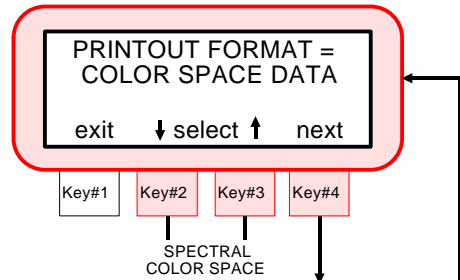 PRINTOUT FORMAT =
COLOR SPACE DATA
exit select next
Key#1 Key#2 Key#3 Key#4
SPECTRAL
COLOR SPACE